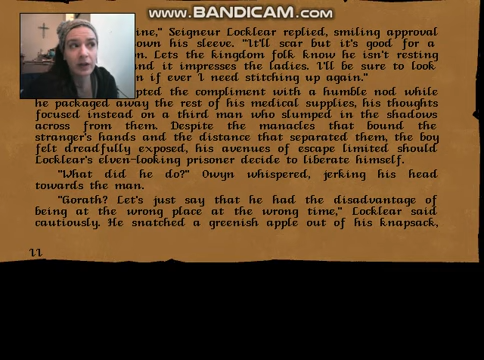 WWW.BANDICAM.COM
ine," Seigneur Locklear replied, smiling approval
own his sleeve. "It'll scar but it's good for a
n. Lets the kingdom folk know he isn't resting
nd it impresses the ladies. I'll be sure to look
n if ever I need stitching up again."
pted the compliment with a humble nod while
he packaged away the rest of his medical supplies, his thoughts
focused instead on a third man who slumped in the shadows
across from them. Despite the manacles that bound the
stranger's hands and the distance that separated them, the boy
felt dreadfully exposed, his avenues of escape limited should
Locklear's elven-looking prisoner decide to liberate himself.
"What did he do?" Owyn whispered, jerking his head
towards the man.
"Gorath? Let's just say that he had the disadvantage of
being at the wrong place at the wrong time," Locklear said
cautiously. He snatched a greenish apple out of his knapsack,
11